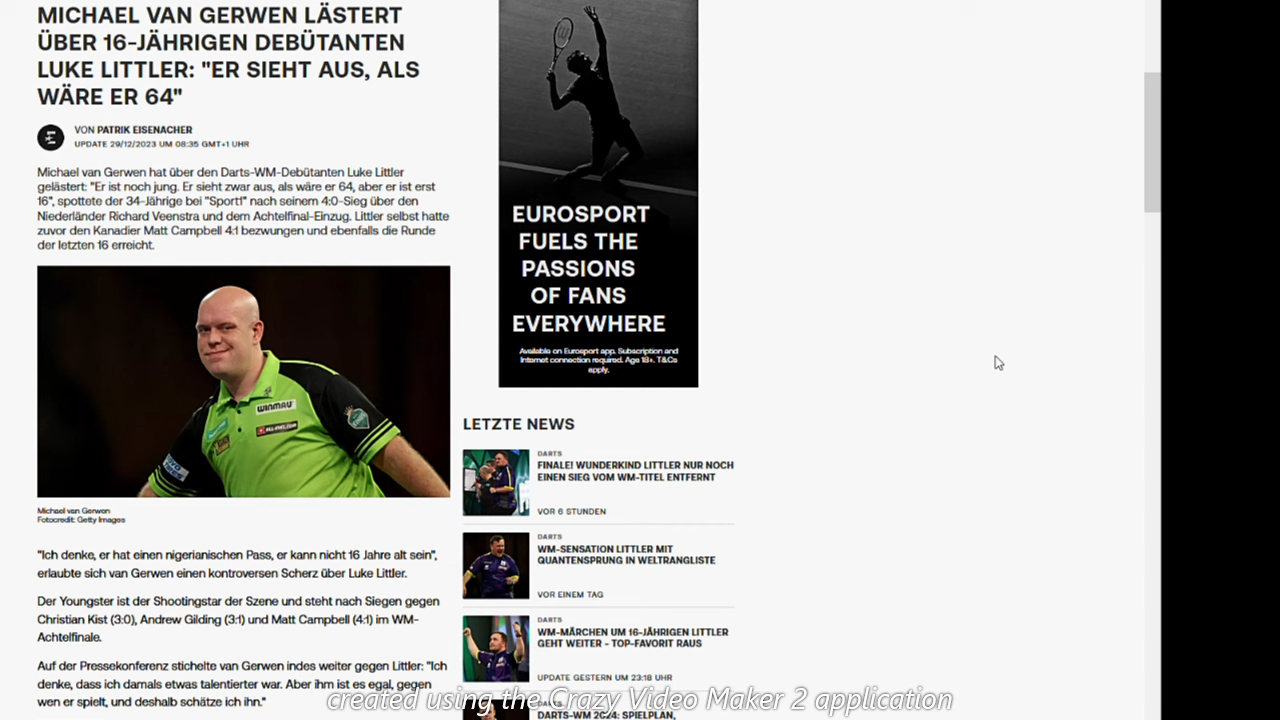 MICHAEL VAN GERWEN LÄSTERT
ÜBER 16-JÄHRIGEN DEBÜTANTEN
LUKE LITTLER: "ER SIEHT AUS, ALS
WÄRE ER 64"
VON PATRIK EISENACHER
UPDATE 29/12/2023 UM 08:35 GMT+1 UHR
Michael van Gerwen hat über den Darts-WM-Debütanten Luke Littler
gelästert: "Er ist noch jung. Er sieht zwar aus, als wäre er 64, aber er ist erst
16", spottete der 34-Jährige bei "Sport1" nach seinem 4:0-Sieg über den
Niederländer Richard Veenstra und dem Achtelfinal-Einzug. Littler selbst hatte
zuvor den Kanadier Matt Campbell 4:1 bezwungen und ebenfalls die Runde
der letzten 16 erreicht.
WINMAU
Michael van Gerwen
Fotocredit: Getty Images
"Ich denke, er hat einen nigerianischen Pass, er kann nicht 16 Jahre alt sein",
erlaubte sich van Gerwen einen kontroversen Scherz über Luke Littler.
Der Youngster ist der Shootingstar der Szene und steht nach Siegen gegen
Christian Kist (3:0), Andrew Gilding (3:1) und Matt Campbell (4:1) im WM-
Achtelfinale.
Auf der Pressekonferenz stichelte van Gerwen indes weiter gegen Littler: "Ich
denke, dass ich damals etwas talentierter war. Aber ihm ist es egal, gegen
wen er spielt, und deshalb schätze ich ihn."
EUROSPORT
FUELS THE
PASSIONS
OF FANS
EVERYWHERE
Available on Eurosport app. Subscription and
Internet connection required. Age 18+. T&Cs
apply.
LETZTE NEWS
DARTS
FINALE! WUNDERKIND LITTLER NUR NOCH
EINEN SIEG VOM WM-TITEL ENTFERNT
VOR 6 STUNDEN
DARTS
WM-SENSATION LITTLER MIT
QUANTENSPRUNG IN WELTRANGLISTE
VOR EINEM TAG
DARTS
WM-MÄRCHEN UM 16-JÄHRIGEN LITTLER
GEHT WEITER - TOP-FAVORIT RAUS
UPDATE GESTERN UM 23:18 UHR
DARTS
DARTS-WM 2024: SPIELPLAN,
created using the Crazy Video Maker 2 application